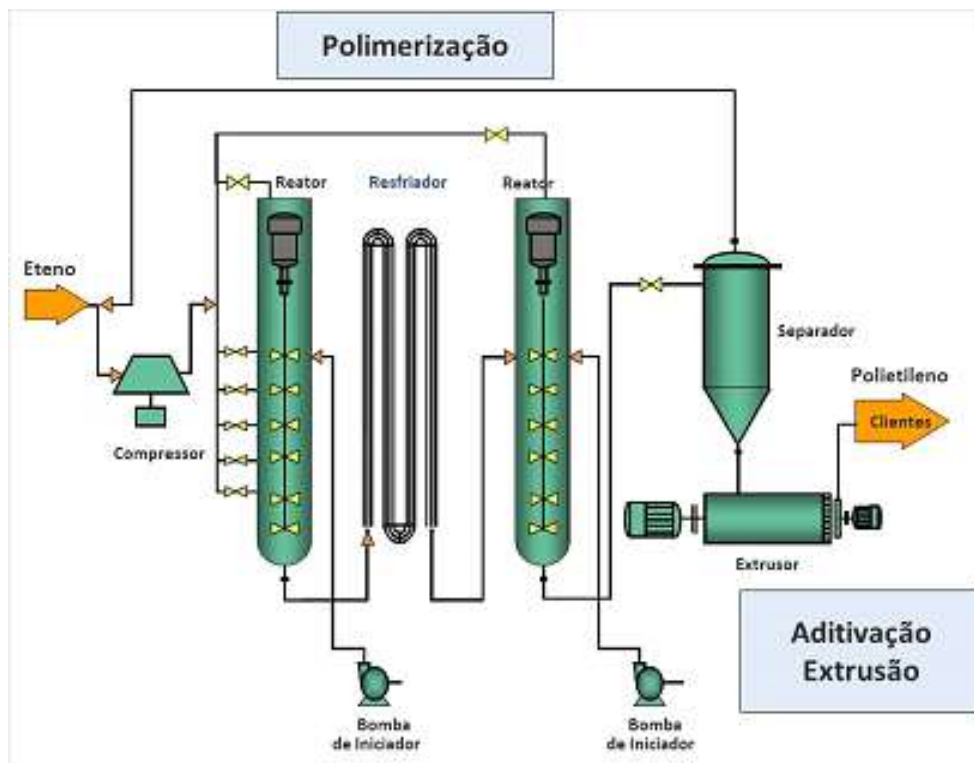 Polimerização
Reator
Resfriador
Reator
Eteno
Separador
Polietileno
Clientes
Compressor
Extrusor
Aditivação
Extrusão
Bomba
de Iniciador
Bomba
de Iniciador